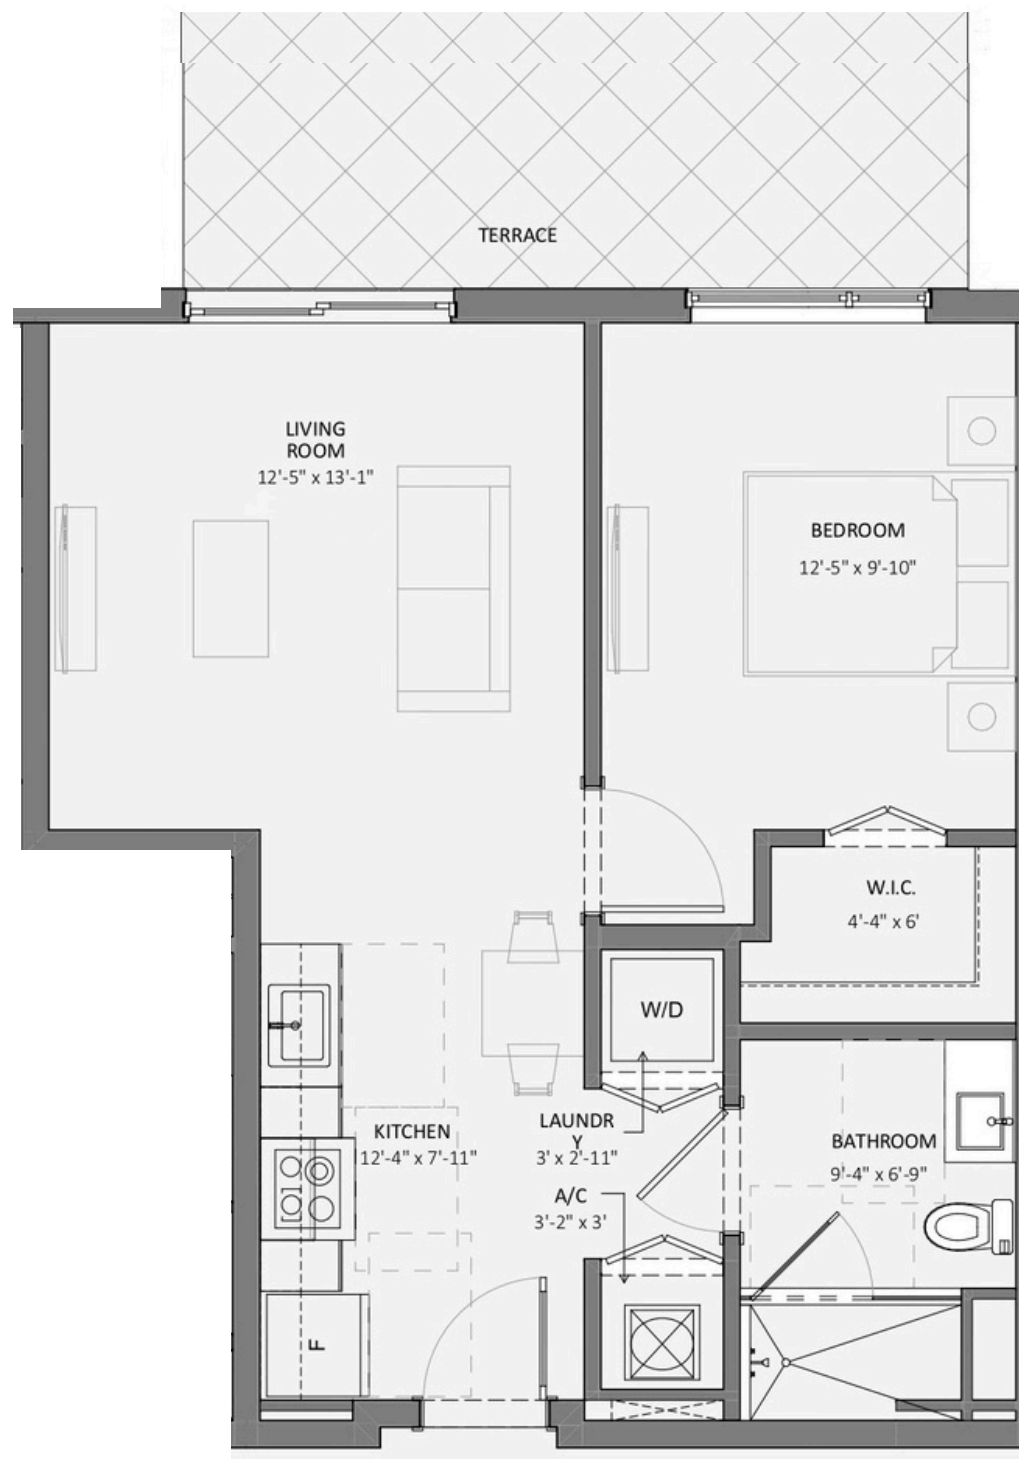 TERRACE
LIVING
ROOM
12'-5" x 13'-1"
BEDROOM
12'-5" x 9'-10"
W.I.C.
4'-4" x 6'
W/D
LAUNDR
Y
3' x 2'-11"
KITCHEN
12'-4" x 7'-11"
BATHROOM
9'-4" x 6'-9"
A/C
3'-2" x 3'
F